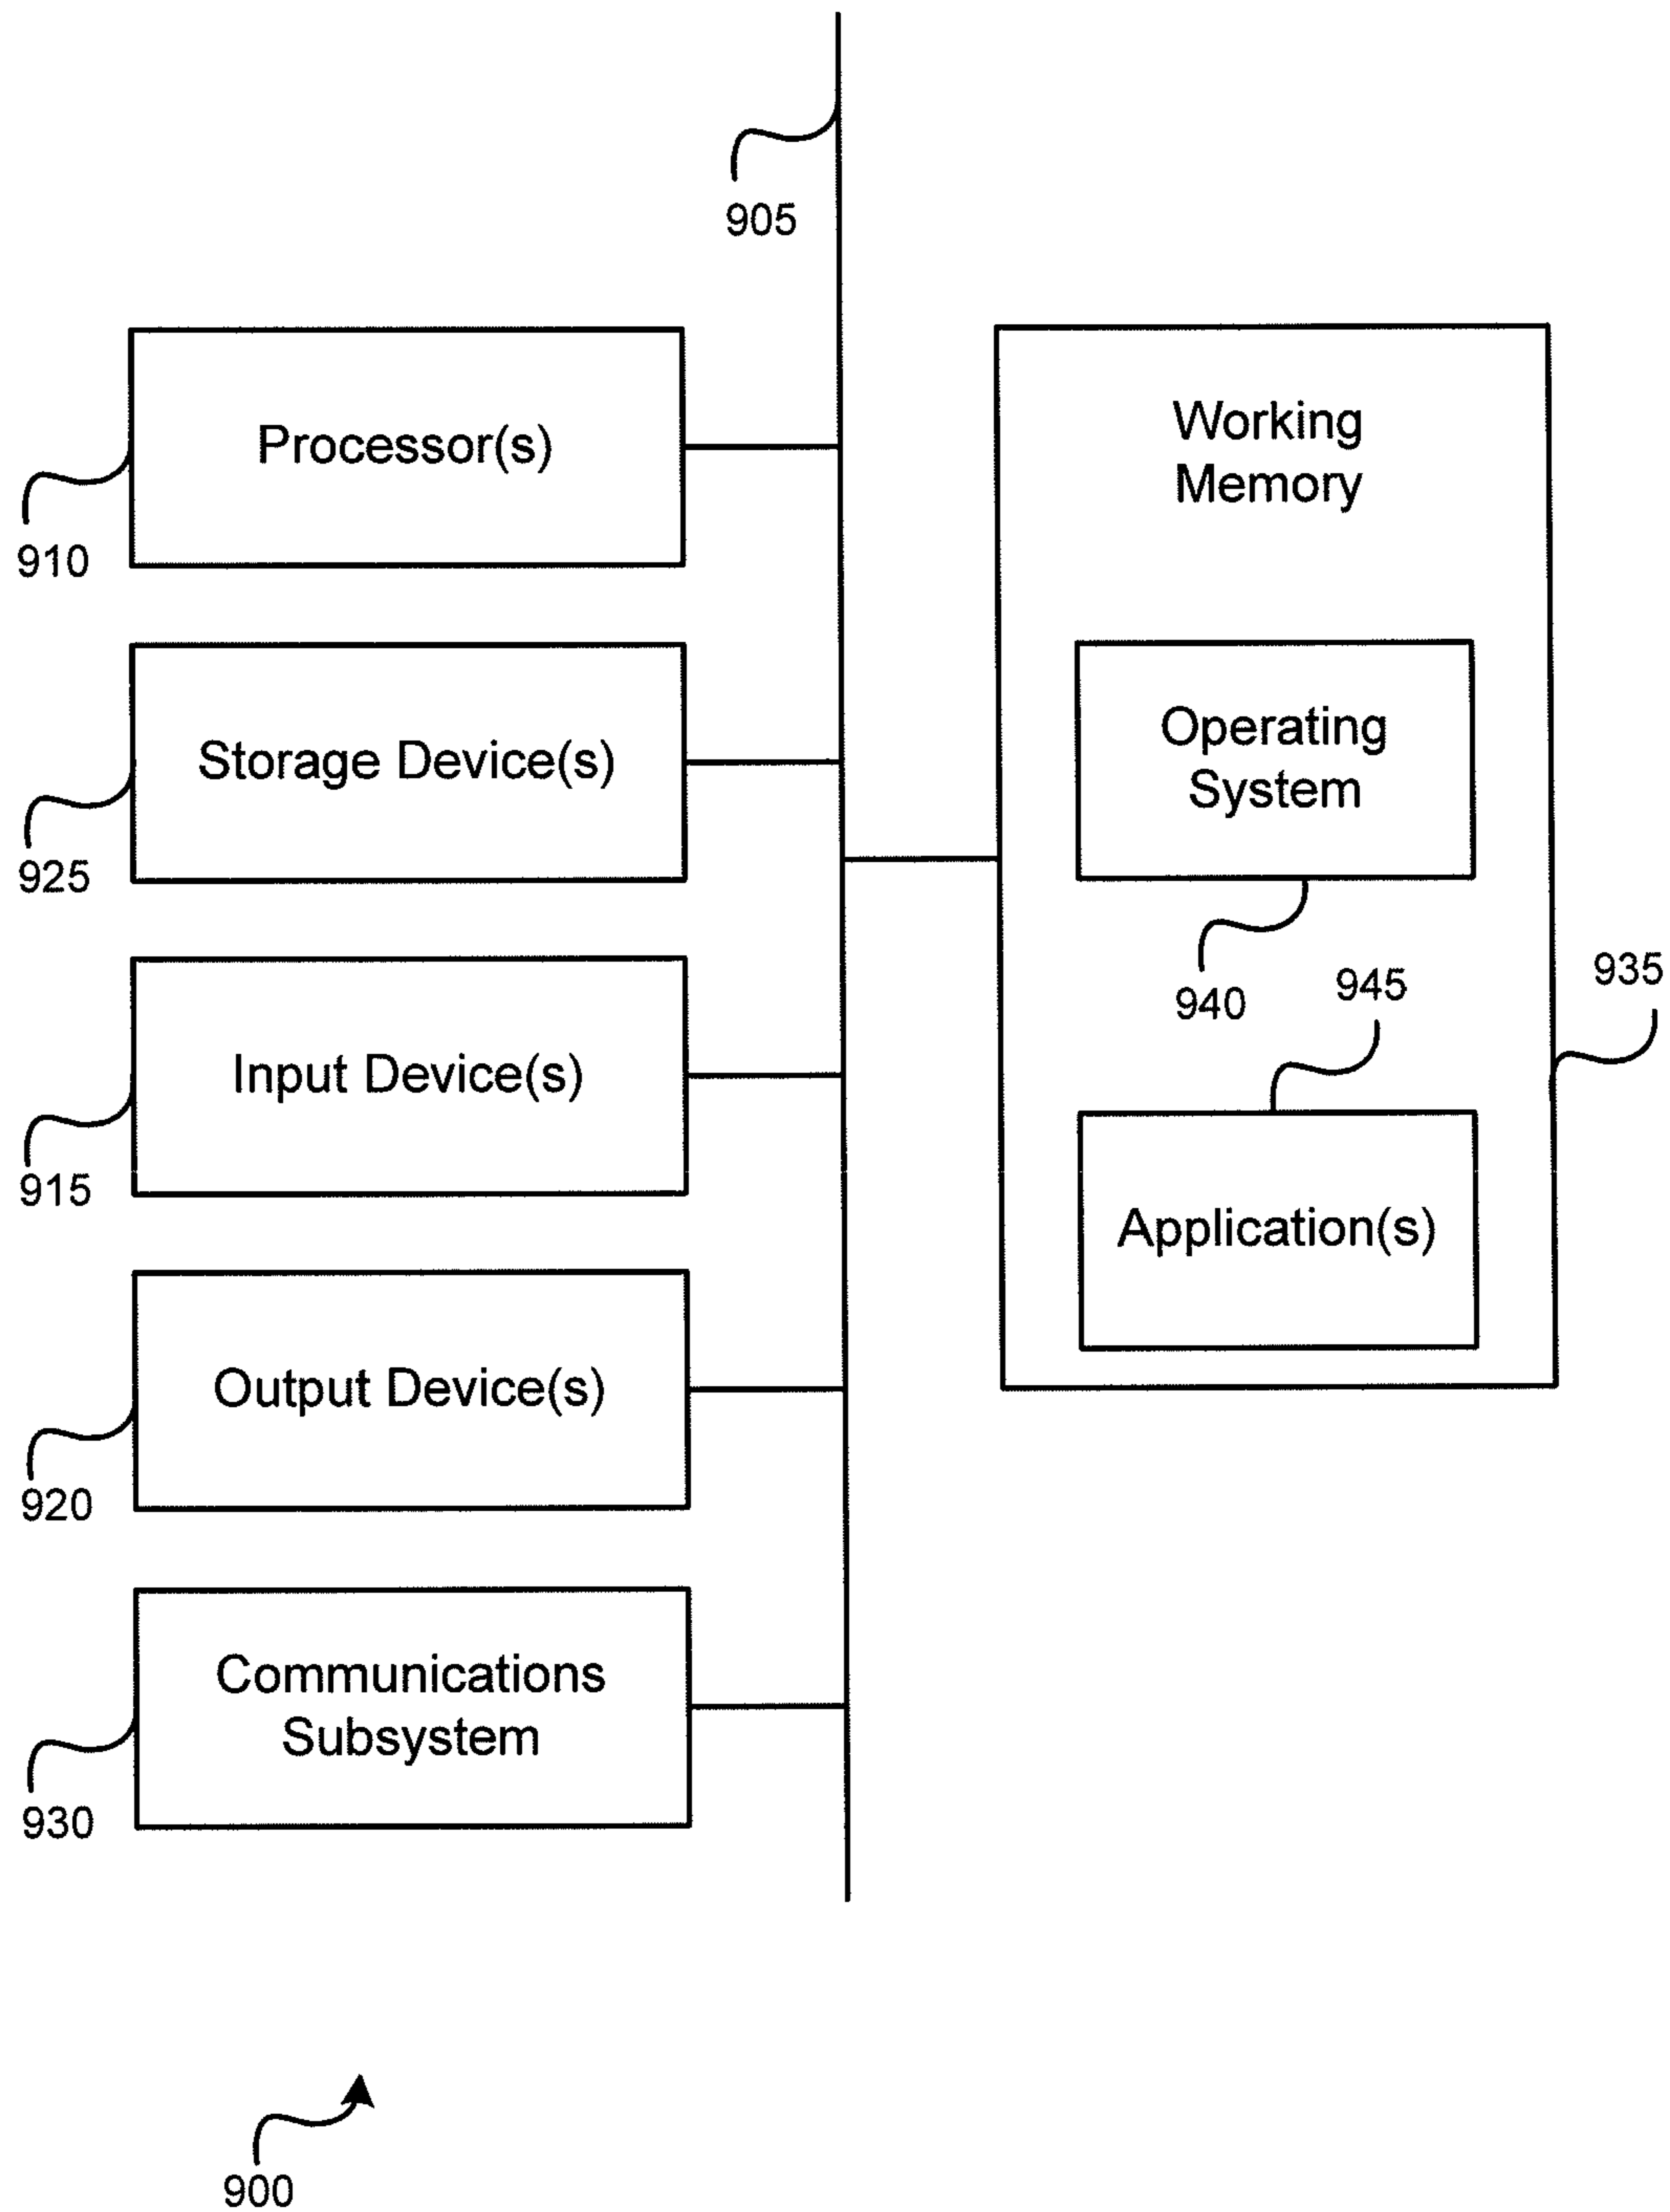 905
Processor(s)
910
Storage Device(s)
925
Input Device(s)
915
Output Device(s)
920
Communications
Subsystem
930
Working
Memory
Operating
System
940
945
935
Application(s)
900